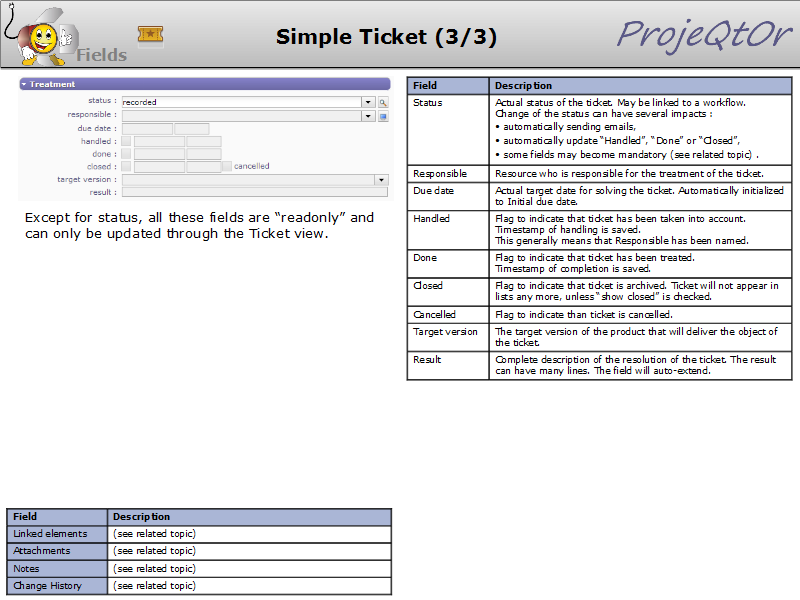 Fields
Simple Ticket (3/3)
ProjeQtOr
Treatment
status : recorded
responsible :
due date :
handled :
done :
closed : cancelled
target version :
result :
Except for status, all these fields are “readonly” and
can only be updated through the Ticket view.
Field Description
Status Actual status of the ticket. May be linked to a workflow.
Change of the status can have several impacts :
• automatically sending emails,
• automatically update “Handled”, “Done” or “Closed”,
• some fields may become mandatory (see related topic) .
Responsible Resource who is responsible for the treatment of the ticket.
Due date Actual target date for solving the ticket. Automatically initialized
to Initial due date.
Handled Flag to indicate that ticket has been taken into account.
Timestamp of handling is saved.
This generally means that Responsible has been named.
Done Flag to indicate that ticket has been treated.
Timestamp of completion is saved.
Closed Flag to indicate that ticket is archived. Ticket will not appear in
lists any more, unless “show closed” is checked.
Cancelled Flag to indicate than ticket is cancelled.
Target version The target version of the product that will deliver the object of
the ticket.
Result Complete description of the resolution of the ticket. The result
can have many lines. The field will auto-extend.
Field Description
Linked elements (see related topic)
Attachments (see related topic)
Notes (see related topic)
Change History (see related topic)